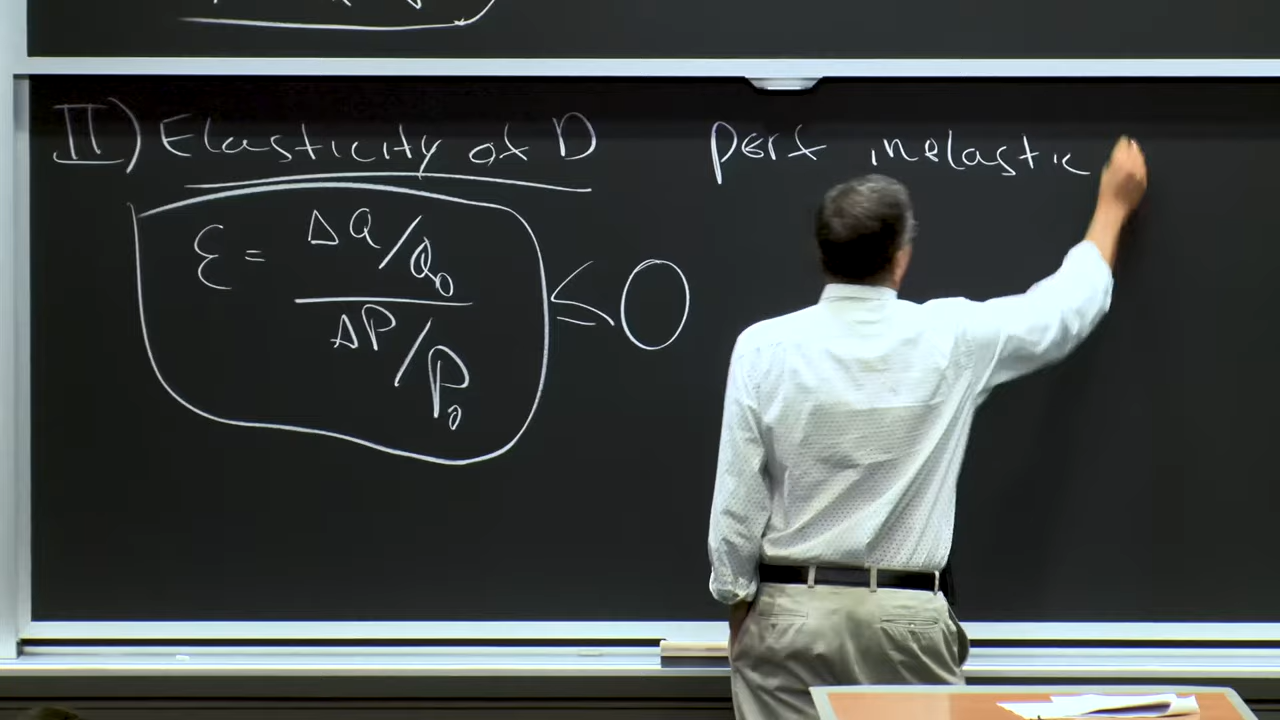 II) Elasticity of D
ε = ΔQ/Q₀
ΔP/P₀
≤ 0
perf inelastic